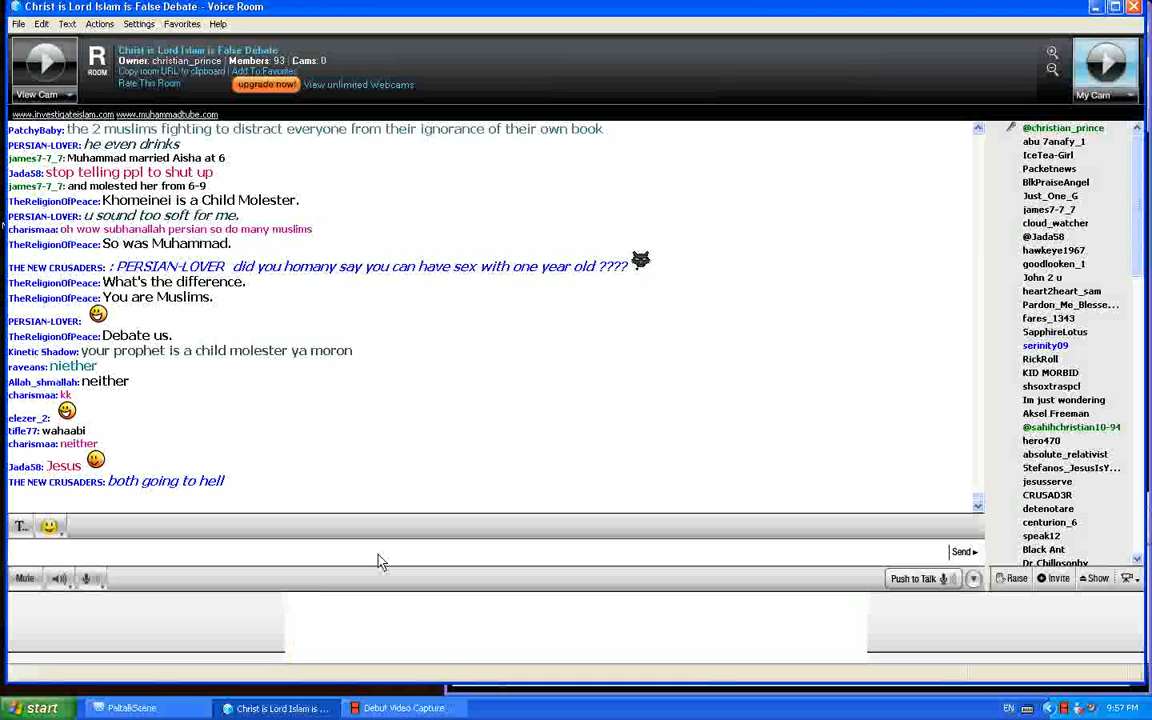 Christ is Lord Islam is False Debate - Voice Room
File Edit Text Actions Settings Favorites Help
R ROOM
Christ is Lord Islam is False Debate
Owner: christian_prince | Members: 93 | Cams: 0
Copy room URL to clipboard | Add To Favorites
Rate This Room upgrade now! View unlimited Webcams
View Cam
My Cam
www.investigateislam.com www.muhammadtube.com
PatchyBaby: the 2 muslims fighting to distract everyone from their ignorance of their own book
PERSIAN-LOVER: he even drinks
james7-7_7: Muhammad married Aisha at 6
Jada58: stop telling ppl to shut up
james7-7_7: and molested her from 6-9
TheReligionOfPeace: Khomeinei is a Child Molester.
PERSIAN-LOVER: u sound too soft for me.
charismaa: oh wow subhanallah persian so do many muslims
TheReligionOfPeace: So was Muhammad.
THE NEW CRUSADERS: : PERSIAN-LOVER did you homany say you can have sex with one year old ????
TheReligionOfPeace: What's the difference.
TheReligionOfPeace: You are Muslims.
PERSIAN-LOVER:
TheReligionOfPeace: Debate us.
Kinetic Shadow: your prophet is a child molester ya moron
raveans: niether
Allah_shmallah: neither
charismaa: kk
elezer_2:
tifle77: wahaabi
charismaa: neither
Jada58: Jesus
THE NEW CRUSADERS: both going to hell
@christian_prince
abu 7anafy_1
IceTea-Girl
Packetnews
BlkPraiseAngel
Just_One_G
james7-7_7
cloud_watcher
@Jada58
hawkeye1967
goodlooken_1
John 2 u
heart2heart_sam
Pardon_Me_Blesse...
fares_1343
SapphireLotus
serinity09
RickRoll
KID MORBID
shsoxtraspcl
Im just wondering
Aksel Freeman
@sahihchristian10-94
hero470
absolute_relativist
Stefanos_JesusIsY...
jesusserve
CRUSAD3R
detenotare
centurion_6
speak12
Black Ant
Dr Chillosophy
T...
Send
Mute
Push to Talk
Raise Invite Show
start PaltalkScene Christ is Lord Islam is ... Debut Video Capture EN 9:57 PM